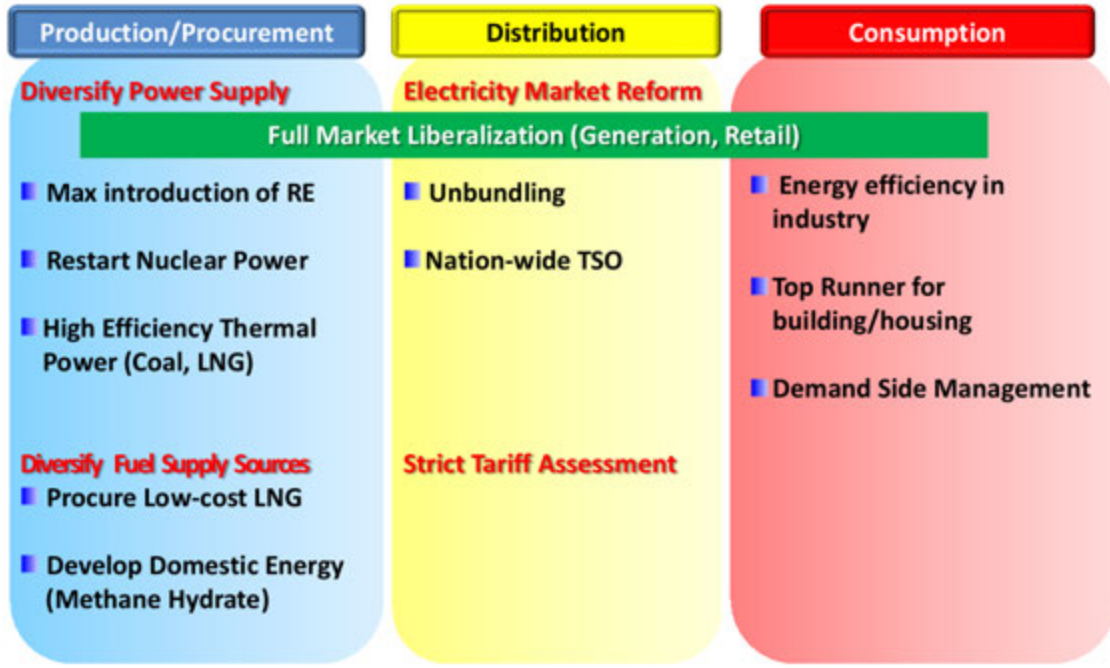 Production/Procurement
Distribution
Consumption
Diversify Power Supply
Electricity Market Reform
Full Market Liberalization (Generation, Retail)
Max introduction of RE
Restart Nuclear Power
High Efficiency Thermal
Power (Coal, LNG)
Diversify Fuel Supply Sources
Procure Low-cost LNG
Develop Domestic Energy
(Methane Hydrate)
Unbundling
Nation-wide TSO
Strict Tariff Assessment
Energy efficiency in
industry
Top Runner for
building/housing
Demand Side Management